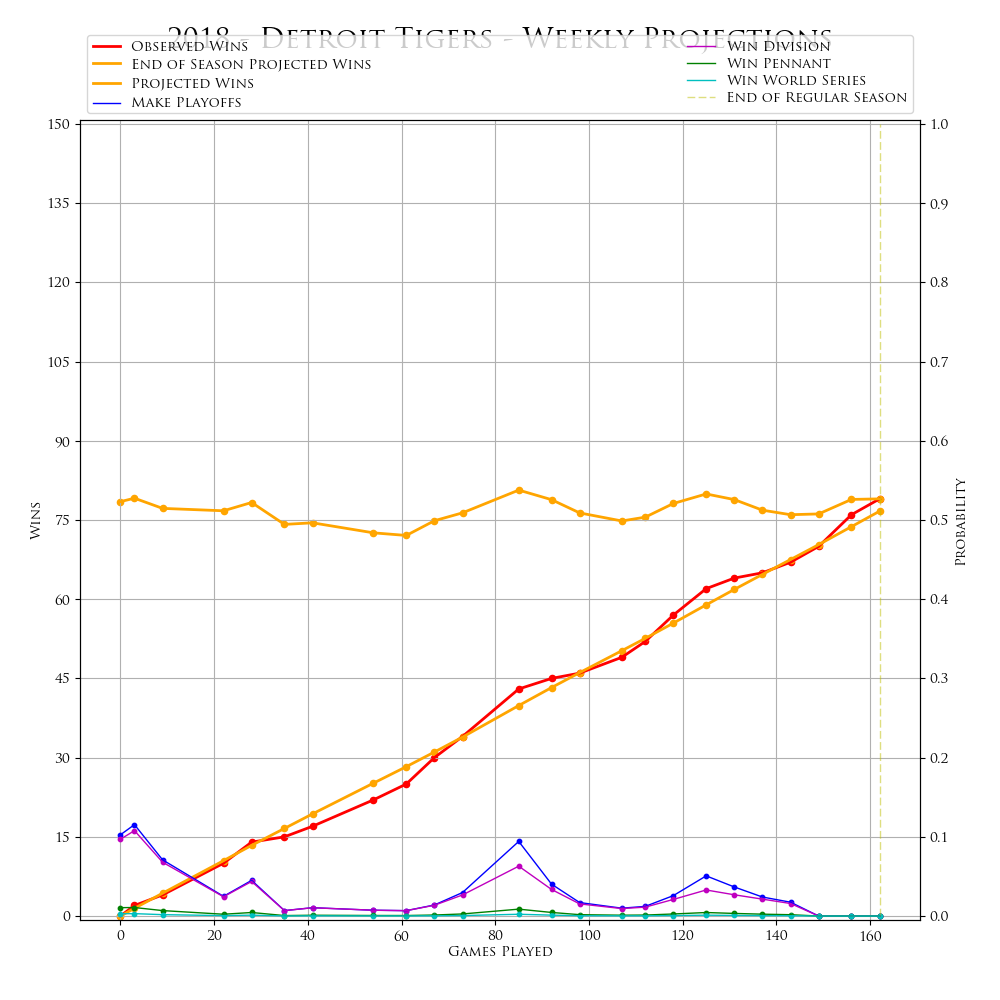 2018 - Detroit Tigers - Weekly Projections
Observed Wins
End of Season Projected Wins
Projected Wins
Make Playoffs
Win Division
Win Pennant
Win World Series
End of Regular Season
150
135
120
105
90
75
60
45
30
15
0
Wins
1.0
0.9
0.8
0.7
0.6
0.5
0.4
0.3
0.2
0.1
0.0
Probability
0 20 40 60 80 100 120 140 160
Games Played